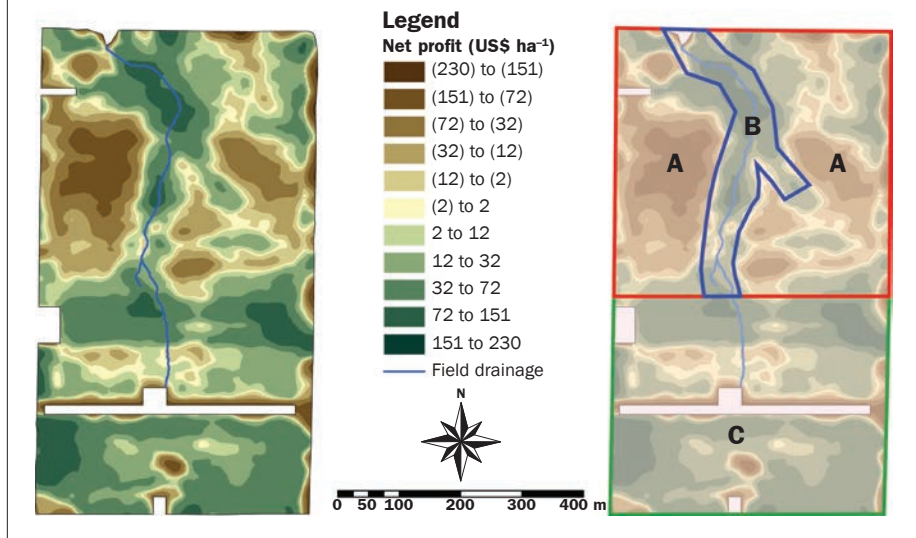 Legend
Net profit (US$ ha⁻¹)
(230) to (151)
(151) to (72)
(72) to (32)
(32) to (12)
(12) to (2)
(2) to 2
2 to 12
12 to 32
32 to 72
72 to 151
151 to 230
Field drainage
N
0 50 100 200 300 400 m
B
A A
C